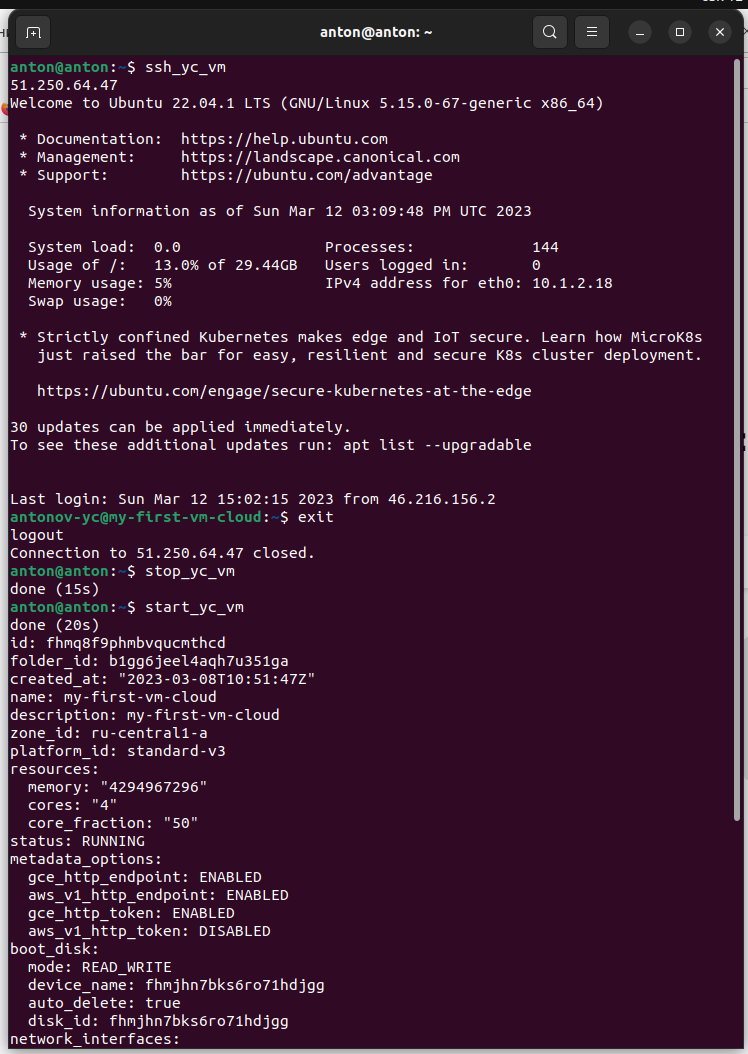 anton@anton: ~
anton@anton:~$ ssh_yc_vm
51.250.64.47
Welcome to Ubuntu 22.04.1 LTS (GNU/Linux 5.15.0-67-generic x86_64)
* Documentation:  https://help.ubuntu.com
* Management:     https://landscape.canonical.com
* Support:        https://ubuntu.com/advantage
System information as of Sun Mar 12 03:09:48 PM UTC 2023
System load:  0.0                Processes:             144
Usage of /:   13.0% of 29.44GB   Users logged in:       0
Memory usage: 5%                 IPv4 address for eth0: 10.1.2.18
Swap usage:   0%
* Strictly confined Kubernetes makes edge and IoT secure. Learn how MicroK8s
just raised the bar for easy, resilient and secure K8s cluster deployment.
https://ubuntu.com/engage/secure-kubernetes-at-the-edge
30 updates can be applied immediately.
To see these additional updates run: apt list --upgradable
Last login: Sun Mar 12 15:02:15 2023 from 46.216.156.2
antonov-yc@my-first-vm-cloud:~$ exit
logout
Connection to 51.250.64.47 closed.
anton@anton:~$ stop_yc_vm
done (15s)
anton@anton:~$ start_yc_vm
done (20s)
id: fhmq8f9phmbvqucmthcd
folder_id: b1gg6jeel4aqh7u351ga
created_at: "2023-03-08T10:51:47Z"
name: my-first-vm-cloud
description: my-first-vm-cloud
zone_id: ru-central1-a
platform_id: standard-v3
resources:
memory: "4294967296"
cores: "4"
core_fraction: "50"
status: RUNNING
metadata_options:
gce_http_endpoint: ENABLED
aws_v1_http_endpoint: ENABLED
gce_http_token: ENABLED
aws_v1_http_token: DISABLED
boot_disk:
mode: READ_WRITE
device_name: fhmjhn7bks6ro71hdjgg
auto_delete: true
disk_id: fhmjhn7bks6ro71hdjgg
network_interfaces: